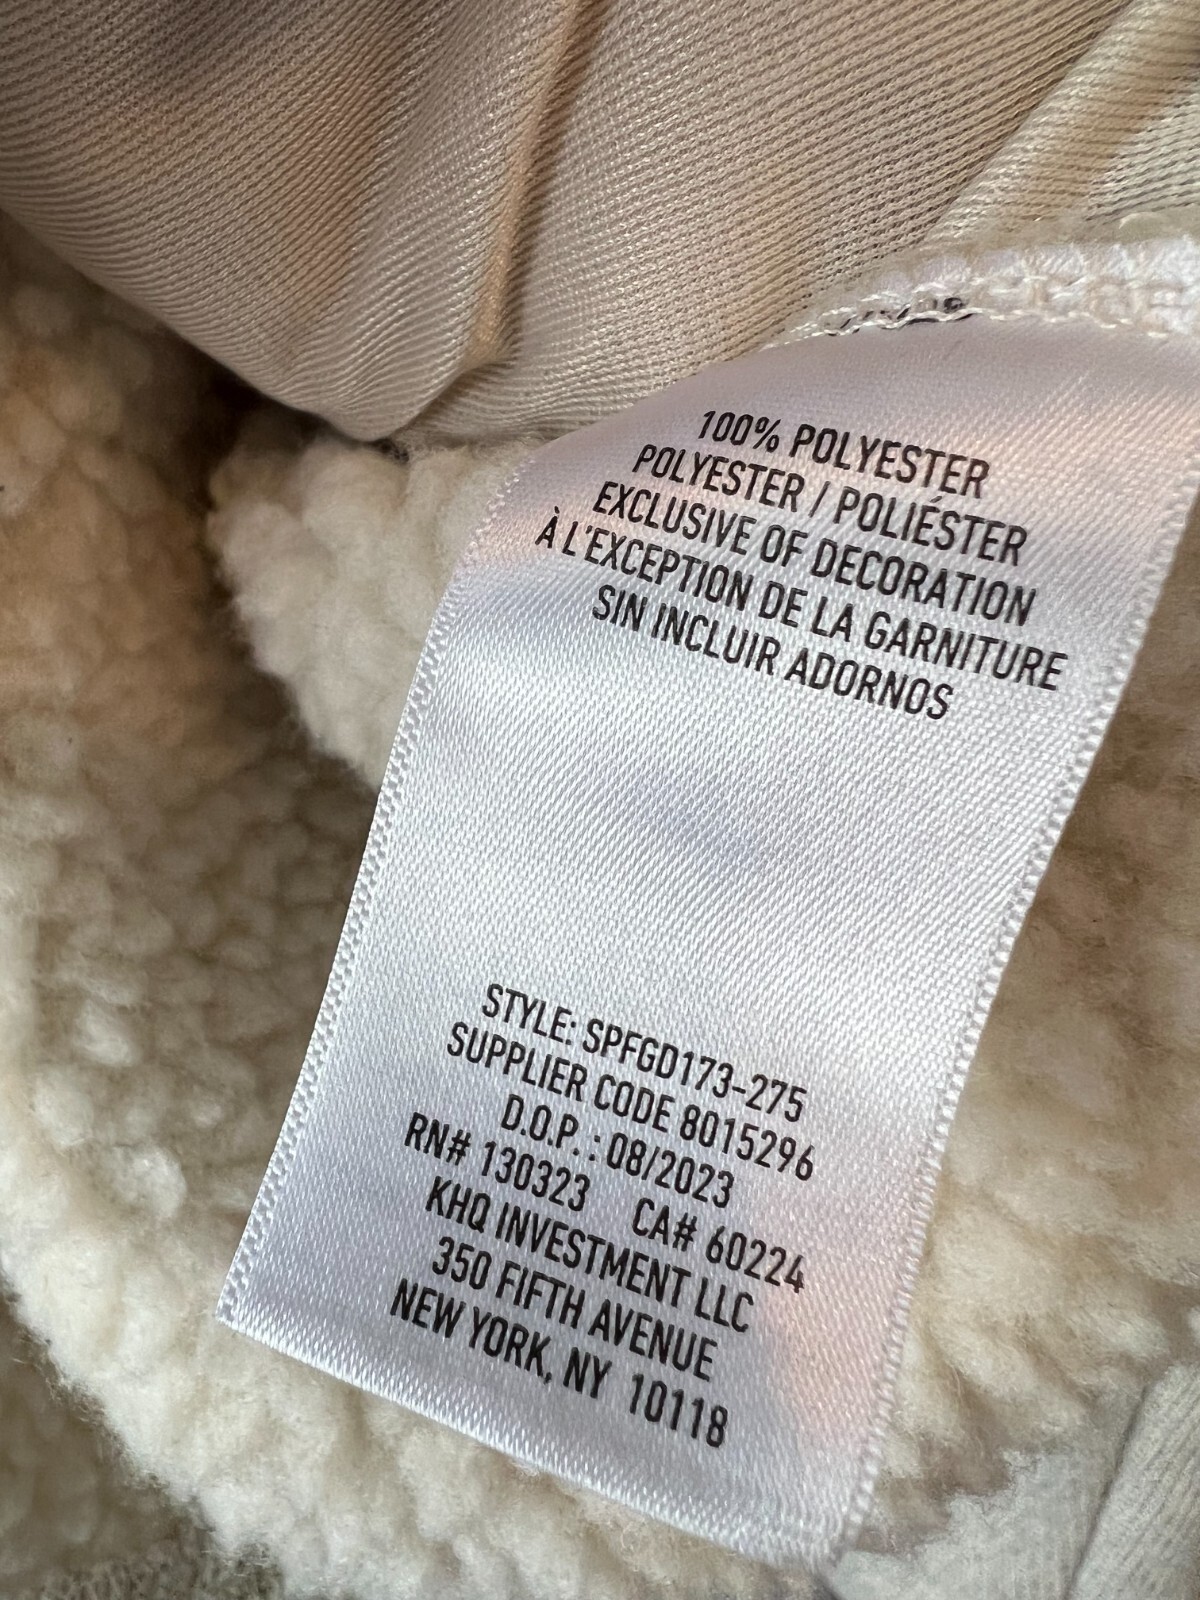 100% POLYESTER
POLYESTER / POLIÉSTER
EXCLUSIVE OF DECORATION
À L'EXCEPTION DE LA GARNITURE
SIN INCLUIR ADORNOS
STYLE: SPFGD173-275
SUPPLIER CODE 8015296
D.O.P. : 08/2023
RN# 130323 CA# 60224
KHQ INVESTMENT LLC
350 FIFTH AVENUE
NEW YORK, NY 10118